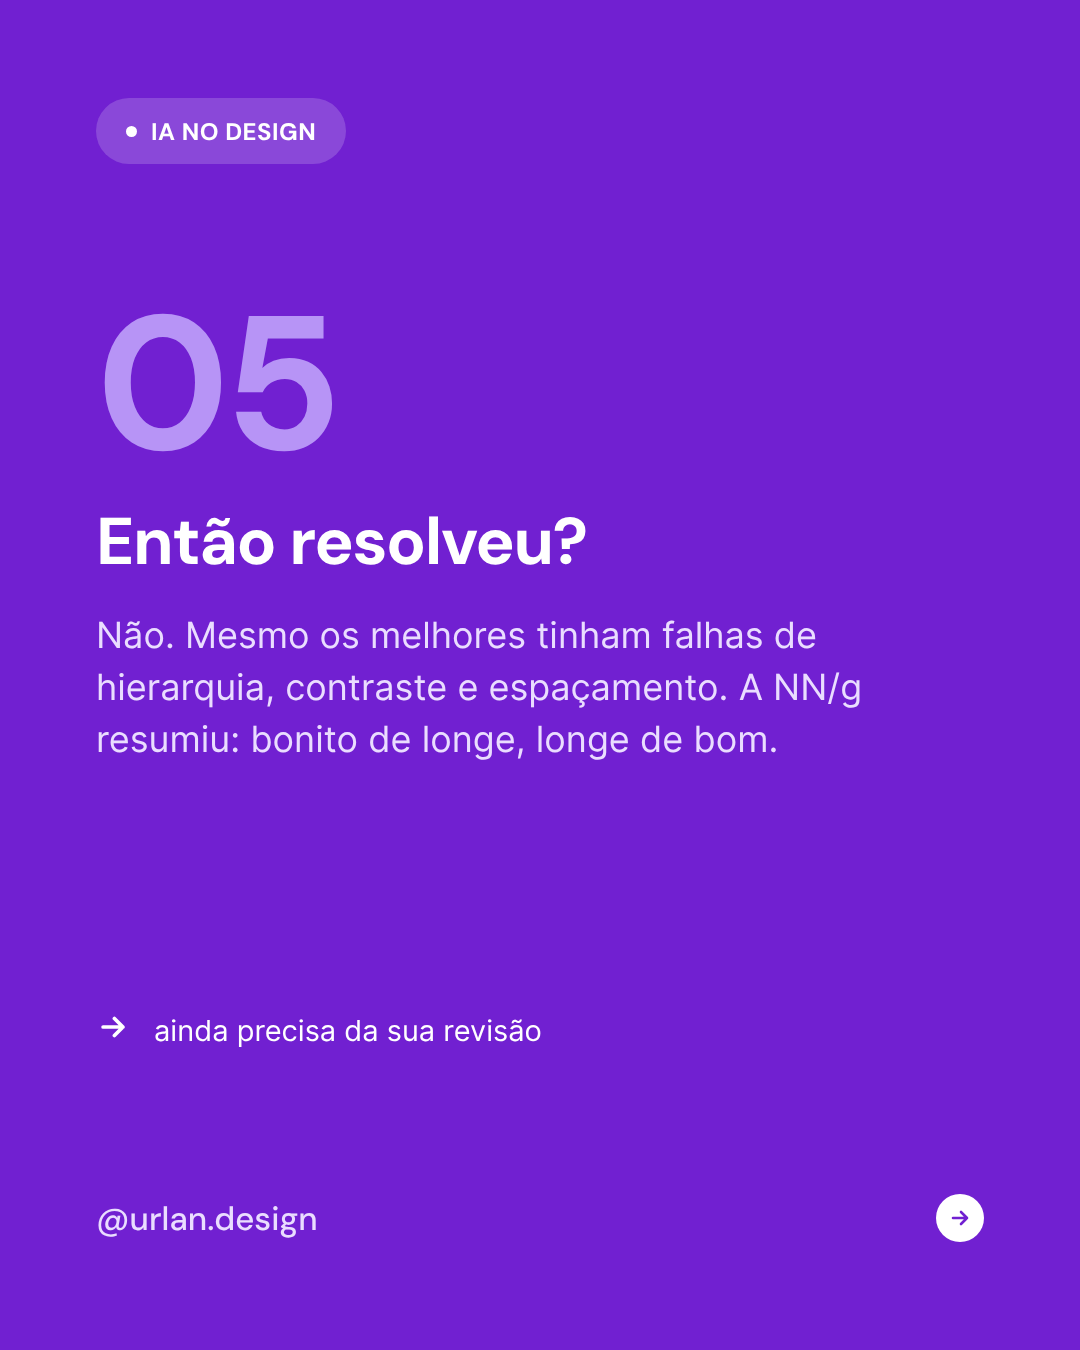 IA NO DESIGN
05
Então resolveu?
Não. Mesmo os melhores tinham falhas de
hierarquia, contraste e espaçamento. A NN/g
resumiu: bonito de longe, longe de bom.
→ ainda precisa da sua revisão
@urlan.design